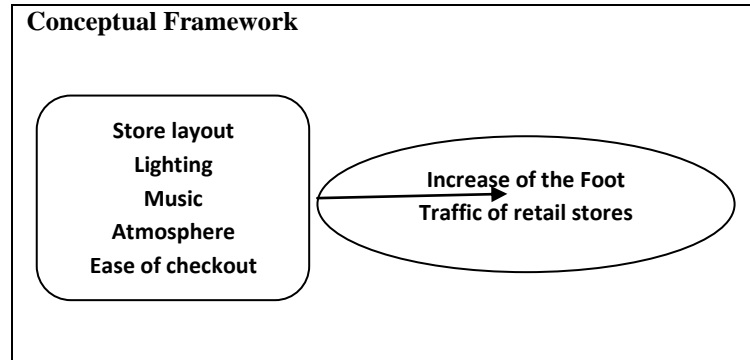 Conceptual Framework
Store layout
Lighting
Music
Atmosphere
Ease of checkout
Increase of the Foot
Traffic of retail stores